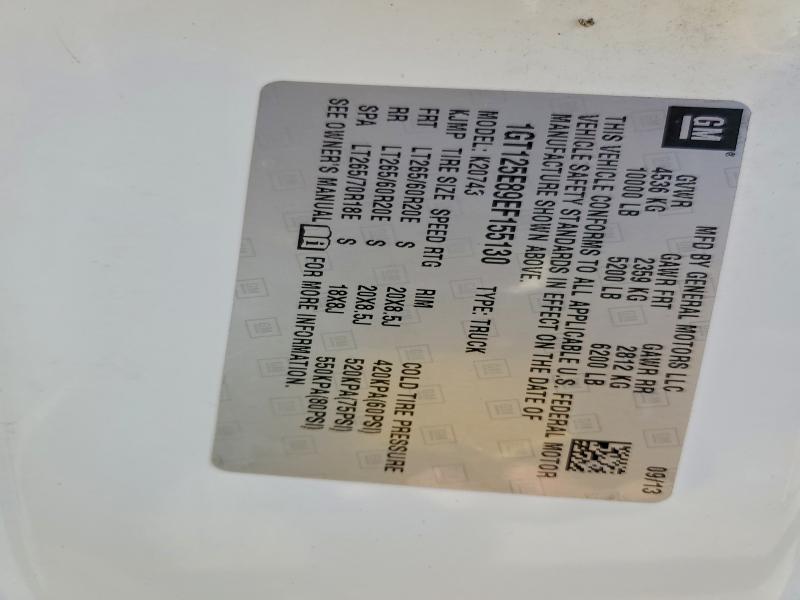 GM
MFD BY GENERAL MOTORS LLC 09/13
GVWR GAWR FRT GAWR RR
4536 KG 2359 KG 2812 KG
10000 LB 5200 LB 6200 LB
THIS VEHICLE CONFORMS TO ALL APPLICABLE U.S. FEDERAL MOTOR
VEHICLE SAFETY STANDARDS IN EFFECT ON THE DATE OF
MANUFACTURE SHOWN ABOVE.
1GT125E89EF155130 TYPE: TRUCK
MODEL: K20743
KJMP TIRE SIZE SPEED RTG RIM COLD TIRE PRESSURE
FRT LT265/60R20E S 20X8.5J 420KPA(60PSI)
RR LT265/60R20E S 20X8.5J 520KPA(75PSI)
SPA LT265/70R18E S 18X8J 550KPA(80PSI)
SEE OWNER'S MANUAL FOR MORE INFORMATION.